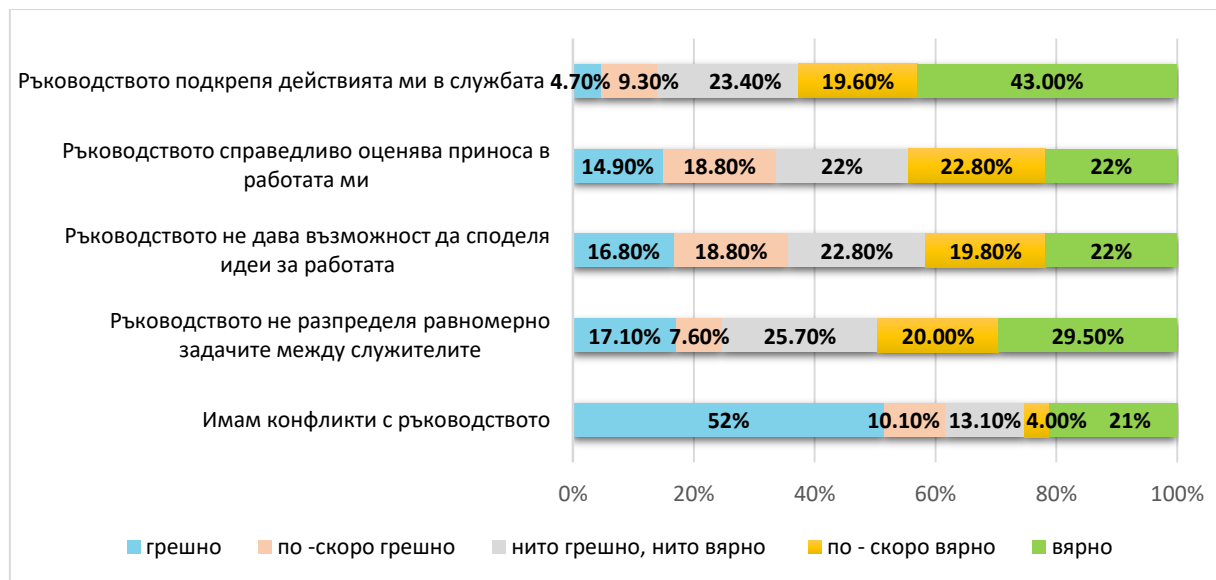 Ръководството подкрепя действията ми в службата 4.70% 9.30% 23.40% 19.60% 43.00%
Ръководството справедливо оценява приноса в
работата ми
14.90% 18.80% 22% 22.80% 22%
Ръководството не дава възможност да споделя
идеи за работата
16.80% 18.80% 22.80% 19.80% 22%
Ръководството не разпределя равномерно
задачите между служителите
17.10% 7.60% 25.70% 20.00% 29.50%
Имам конфликти с ръководството 52% 10.10% 13.10% 4.00% 21%
0% 20% 40% 60% 80% 100%
грешно по -скоро грешно нито грешно, нито вярно по - скоро вярно вярно